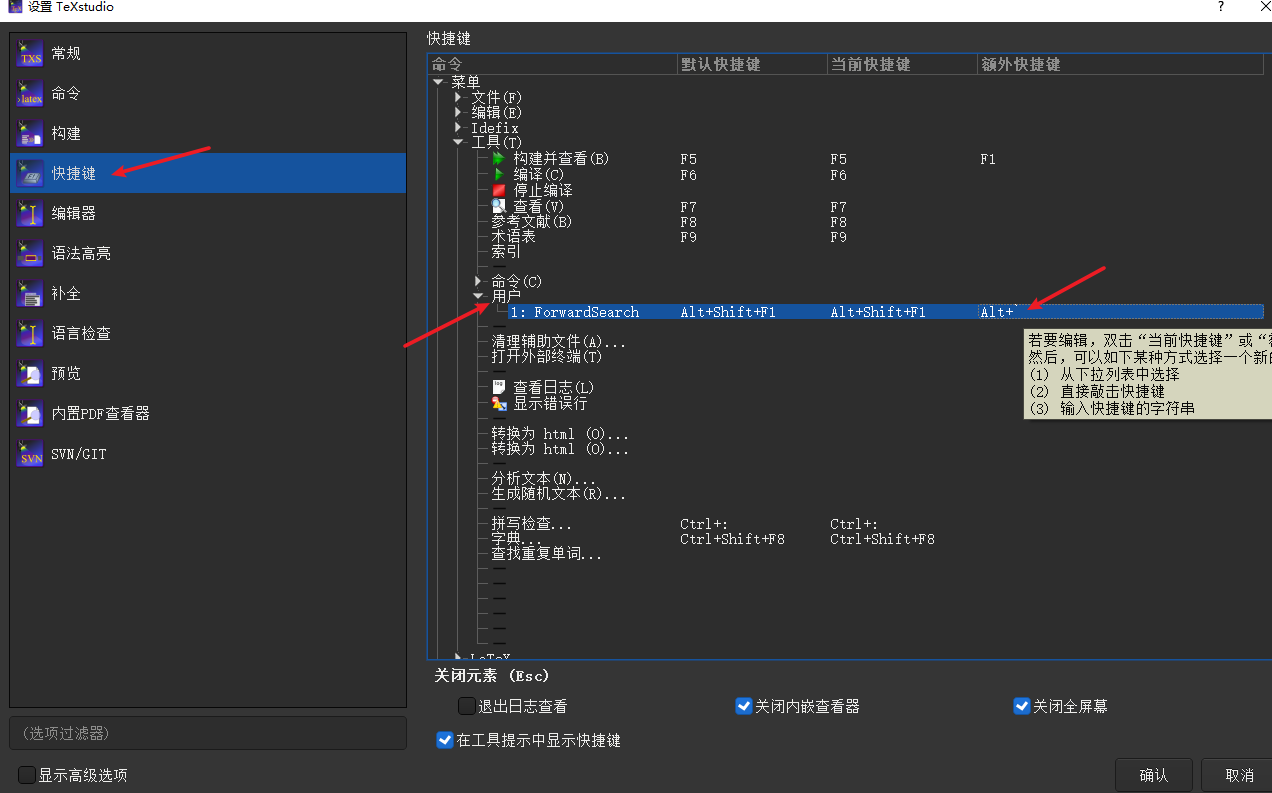 设置 TeXstudio
?
常规
命令
构建
快捷键
编辑器
语法高亮
补全
语言检查
预览
内置PDF查看器
SVN/GIT
(选项过滤器)
显示高级选项
快捷键
命令 默认快捷键 当前快捷键 额外快捷键
菜单
文件(F)
编辑(E)
Idefix
工具(T)
构建并查看(B) F5 F5 F1
编译(C) F6 F6
停止编译
查看(V) F7 F7
参考文献(B) F8 F8
术语表 F9 F9
索引
命令(C)
用户
1: ForwardSearch Alt+Shift+F1 Alt+Shift+F1 Alt+`
清理辅助文件(A)...
打开外部终端(T)
查看日志(L)
显示错误行
转换为 html (O)...
转换为 html (O)...
分析文本(N)...
生成随机文本(R)...
拼写检查... Ctrl+: Ctrl+:
字典... Ctrl+Shift+F8 Ctrl+Shift+F8
查找重复单词...
LaTeX
若要编辑，双击“当前快捷键”或“
然后，可以如下某种方式选择一个新
(1) 从下拉列表中选择
(2) 直接敲击快捷键
(3) 输入快捷键的字符串
关闭元素 (Esc)
退出日志查看 关闭内嵌查看器 关闭全屏幕
在工具提示中显示快捷键
确认 取消